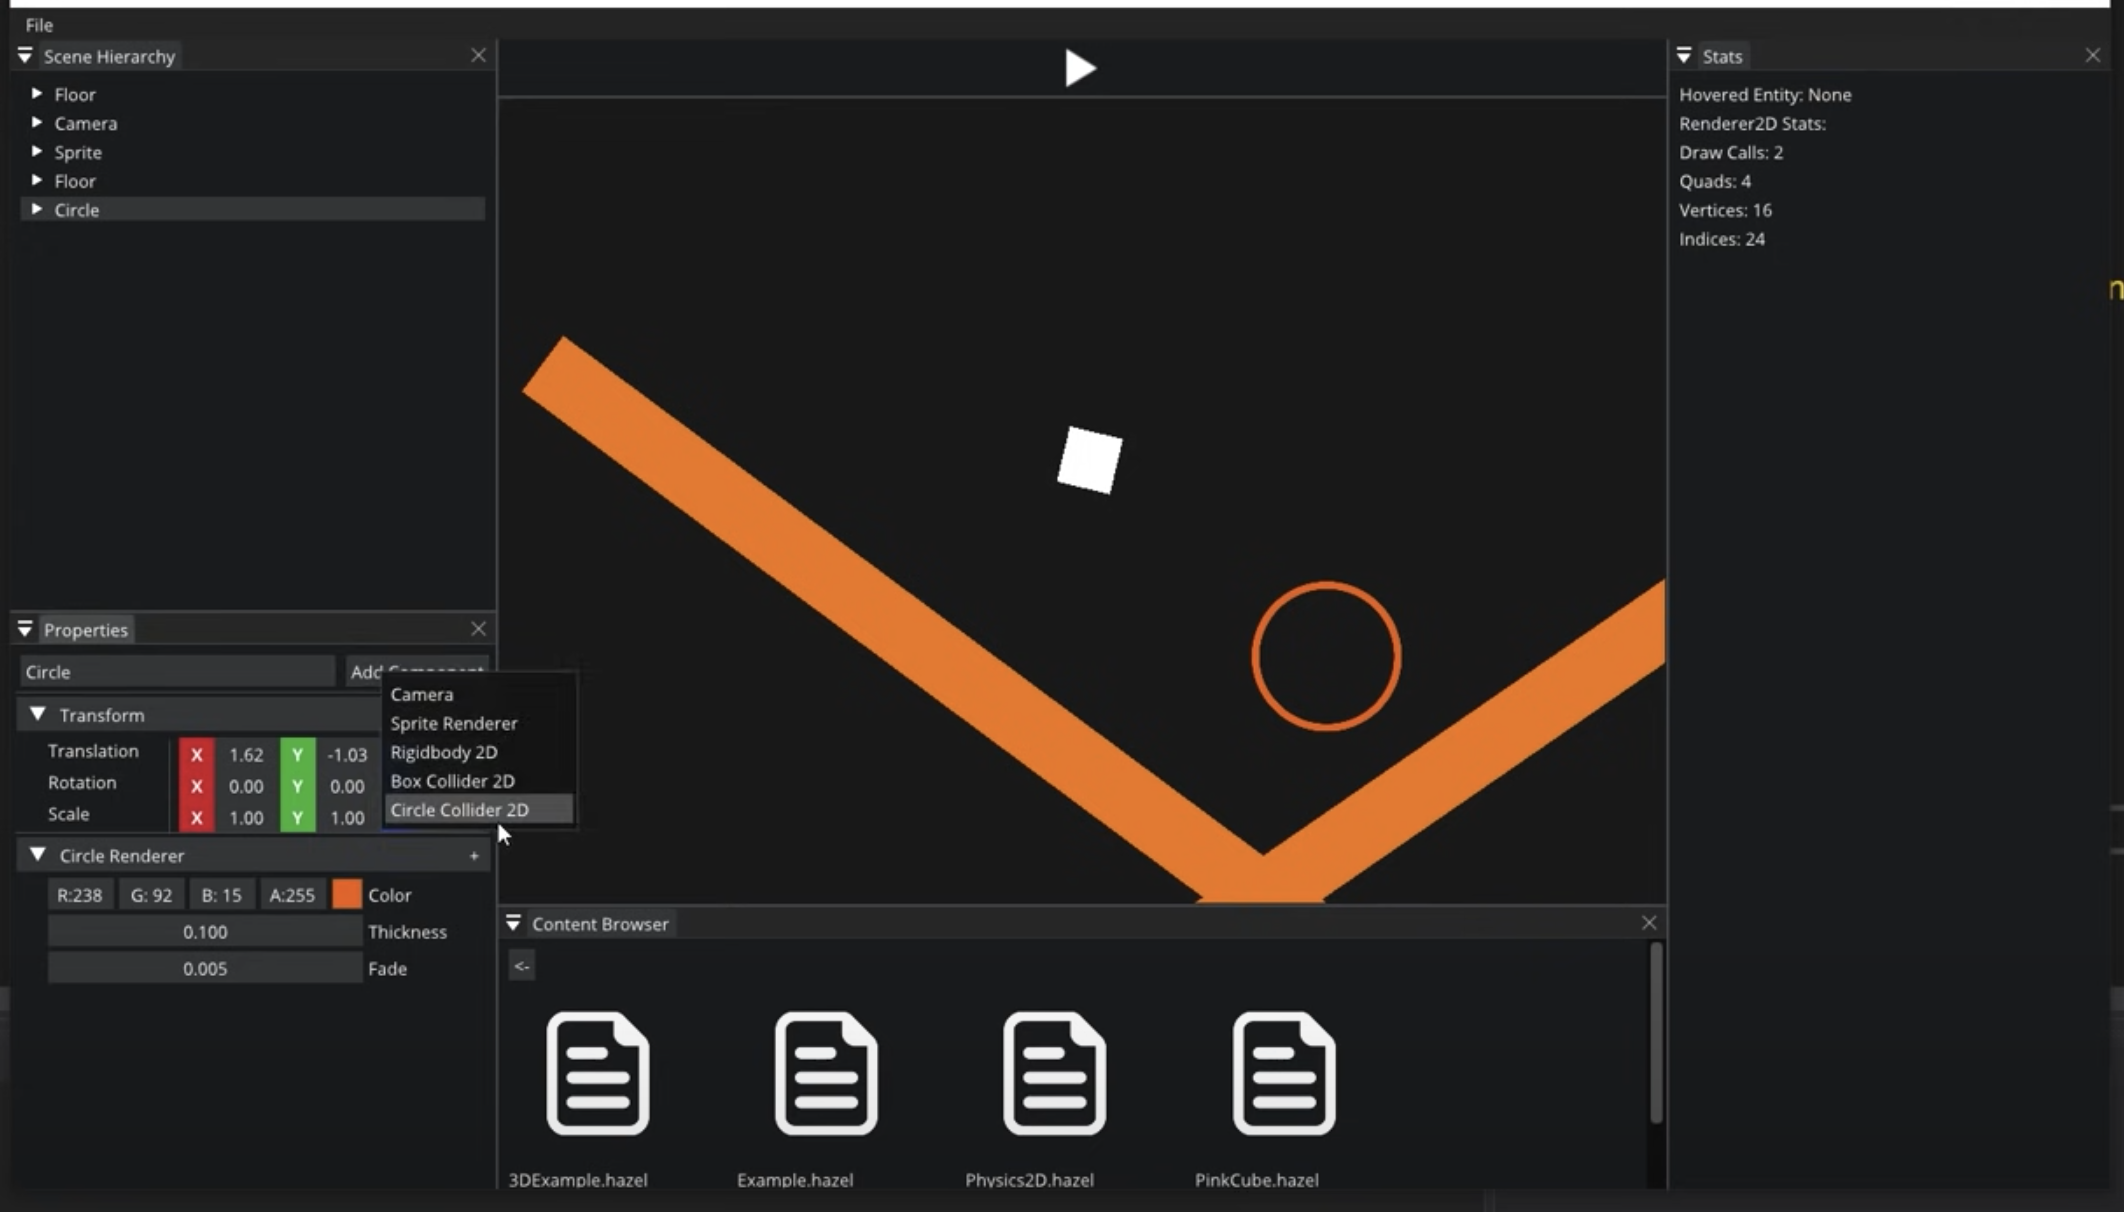 File
Scene Hierarchy
Floor
Camera
Sprite
Floor
Circle
Stats
Hovered Entity: None
Renderer2D Stats:
Draw Calls: 2
Quads: 4
Vertices: 16
Indices: 24
Properties
Circle
Add Component
Camera
Sprite Renderer
Rigidbody 2D
Box Collider 2D
Circle Collider 2D
Transform
Translation X 1.62 Y -1.03
Rotation X 0.00 Y 0.00
Scale X 1.00 Y 1.00
Circle Renderer +
R:238 G: 92 B: 15 A:255 Color
0.100 Thickness
0.005 Fade
Content Browser
<-
3DExample.hazel
Example.hazel
Physics2D.hazel
PinkCube.hazel